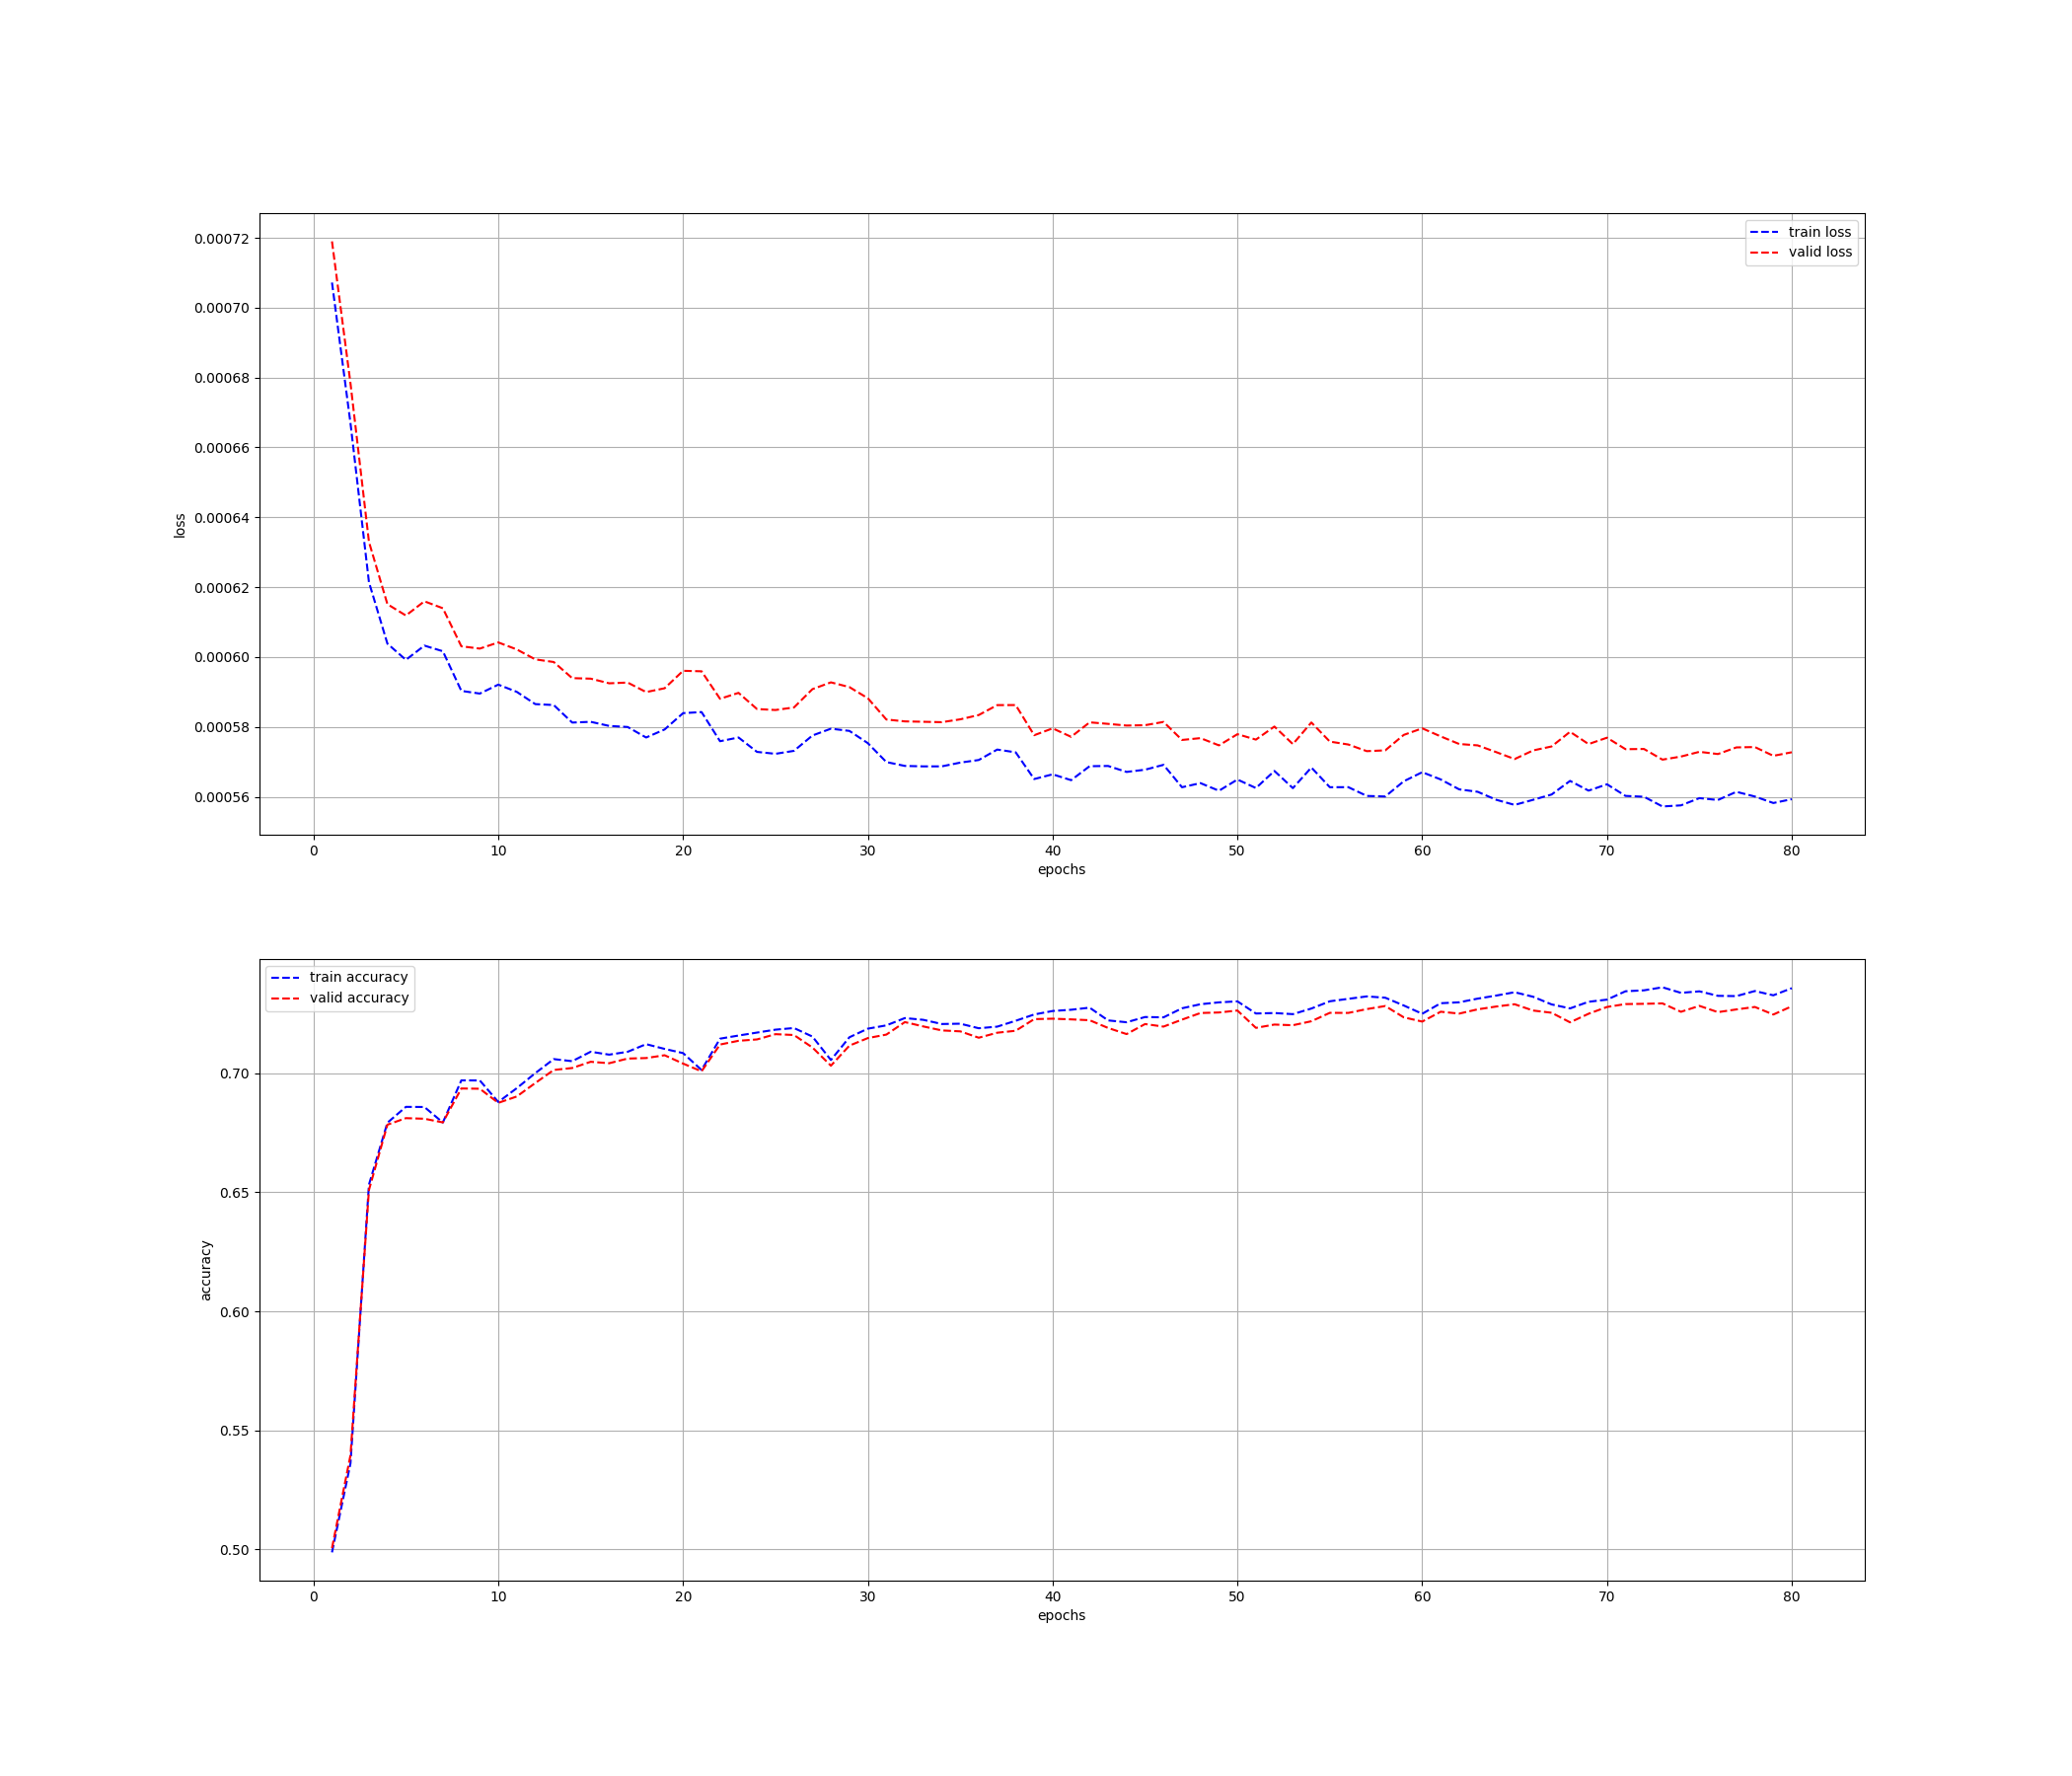 train loss
valid loss
0.00072
0.00070
0.00068
0.00066
0.00064
0.00062
0.00060
0.00058
0.00056
loss
0 10 20 30 40 50 60 70 80
epochs
train accuracy
valid accuracy
0.70
0.65
0.60
0.55
0.50
accuracy
0 10 20 30 40 50 60 70 80
epochs